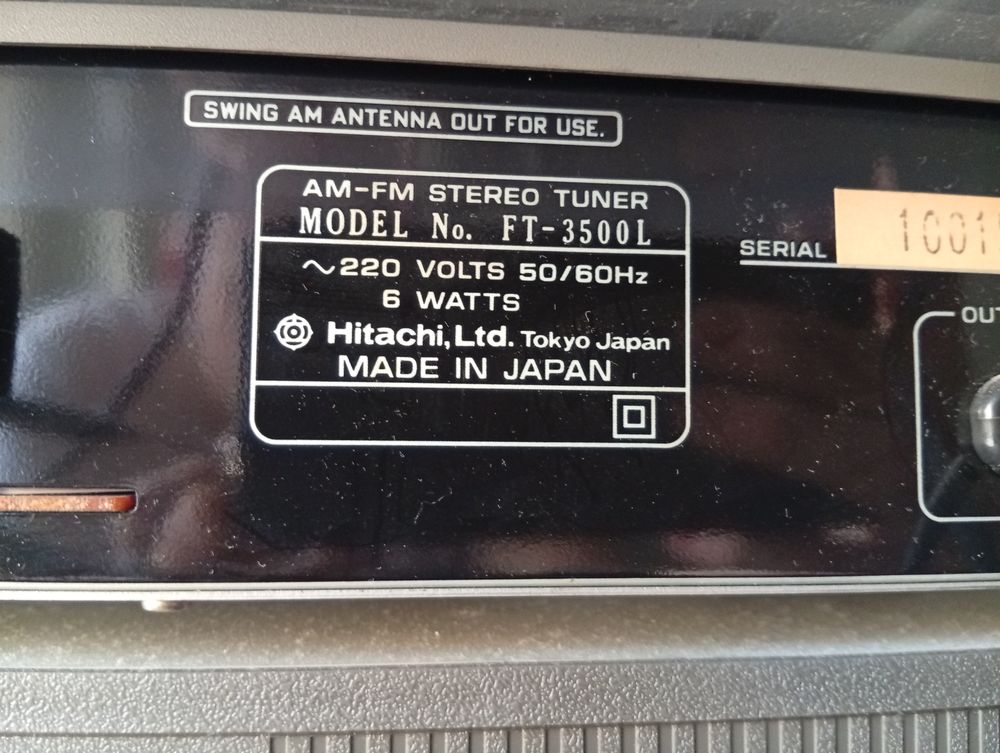 SWING AM ANTENNA OUT FOR USE.
AM-FM STEREO TUNER
MODEL No. FT-3500L
~220 VOLTS 50/60Hz
6 WATTS
Hitachi, Ltd. Tokyo Japan
MADE IN JAPAN
SERIAL